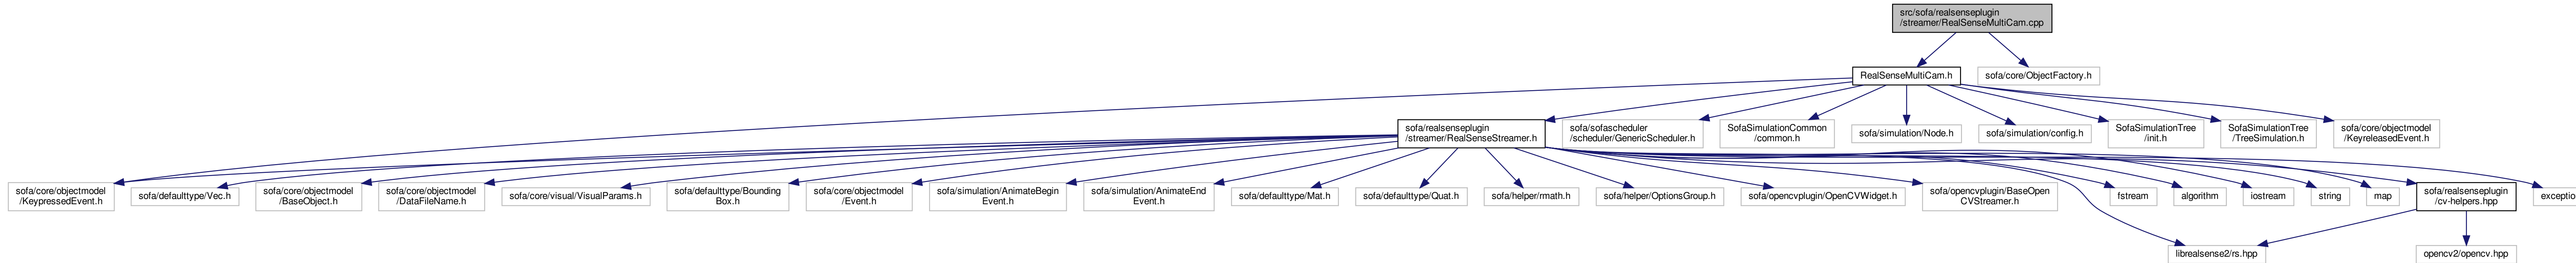 src/sofa/realsenseplugin
/streamer/RealSenseMultiCam.cpp
RealSenseMultiCam.h
sofa/core/ObjectFactory.h
sofa/realsenseplugin
/streamer/RealSenseStreamer.h
sofa/sofascheduler
/scheduler/GenericScheduler.h
SofaSimulationCommon
/common.h
sofa/simulation/Node.h
sofa/simulation/config.h
SofaSimulationTree
/init.h
SofaSimulationTree
/TreeSimulation.h
sofa/core/objectmodel
/KeyreleasedEvent.h
sofa/core/objectmodel
/KeypressedEvent.h
sofa/defaulttype/Vec.h
sofa/core/objectmodel
/BaseObject.h
sofa/core/objectmodel
/DataFileName.h
sofa/core/visual/VisualParams.h
sofa/defaulttype/Bounding
Box.h
sofa/core/objectmodel
/Event.h
sofa/simulation/AnimateBegin
Event.h
sofa/simulation/AnimateEnd
Event.h
sofa/defaulttype/Mat.h
sofa/defaulttype/Quat.h
sofa/helper/rmath.h
sofa/helper/OptionsGroup.h
sofa/opencvplugin/OpenCVWidget.h
sofa/opencvplugin/BaseOpen
CVStreamer.h
fstream
algorithm
iostream
string
map
sofa/realsenseplugin
/cv-helpers.hpp
exceptio
librealsense2/rs.hpp
opencv2/opencv.hpp